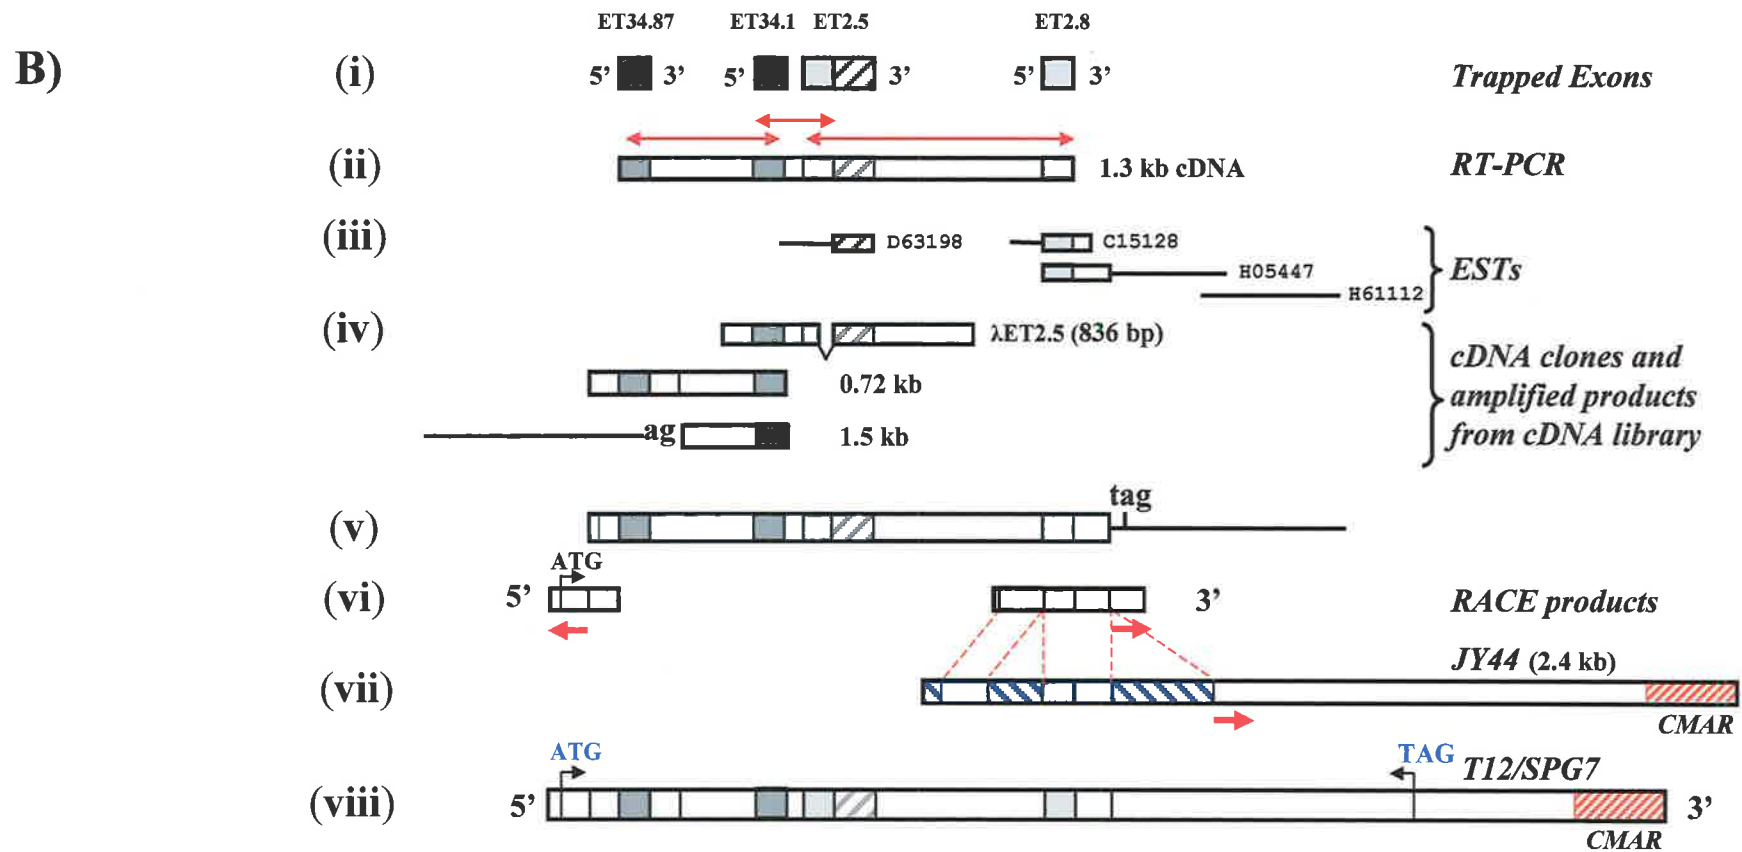 ET34.87 ET34.1 ET2.5 ET2.8
B) (i) 5’ 3’ 5’ 3’ 5’ 3’ Trapped Exons
(ii) 1.3 kb cDNA RT-PCR
(iii) D63198 C15128
H05447 ESTs
H61112
(iv) λET2.5 (836 bp)
cDNA clones and
0.72 kb amplified products
ag 1.5 kb from cDNA library
tag
(v)
ATG
(vi) 5’ 3’ RACE products
JY44 (2.4 kb)
(vii)
CMAR
ATG TAG T12/SPG7
(viii) 5’ 3’
CMAR